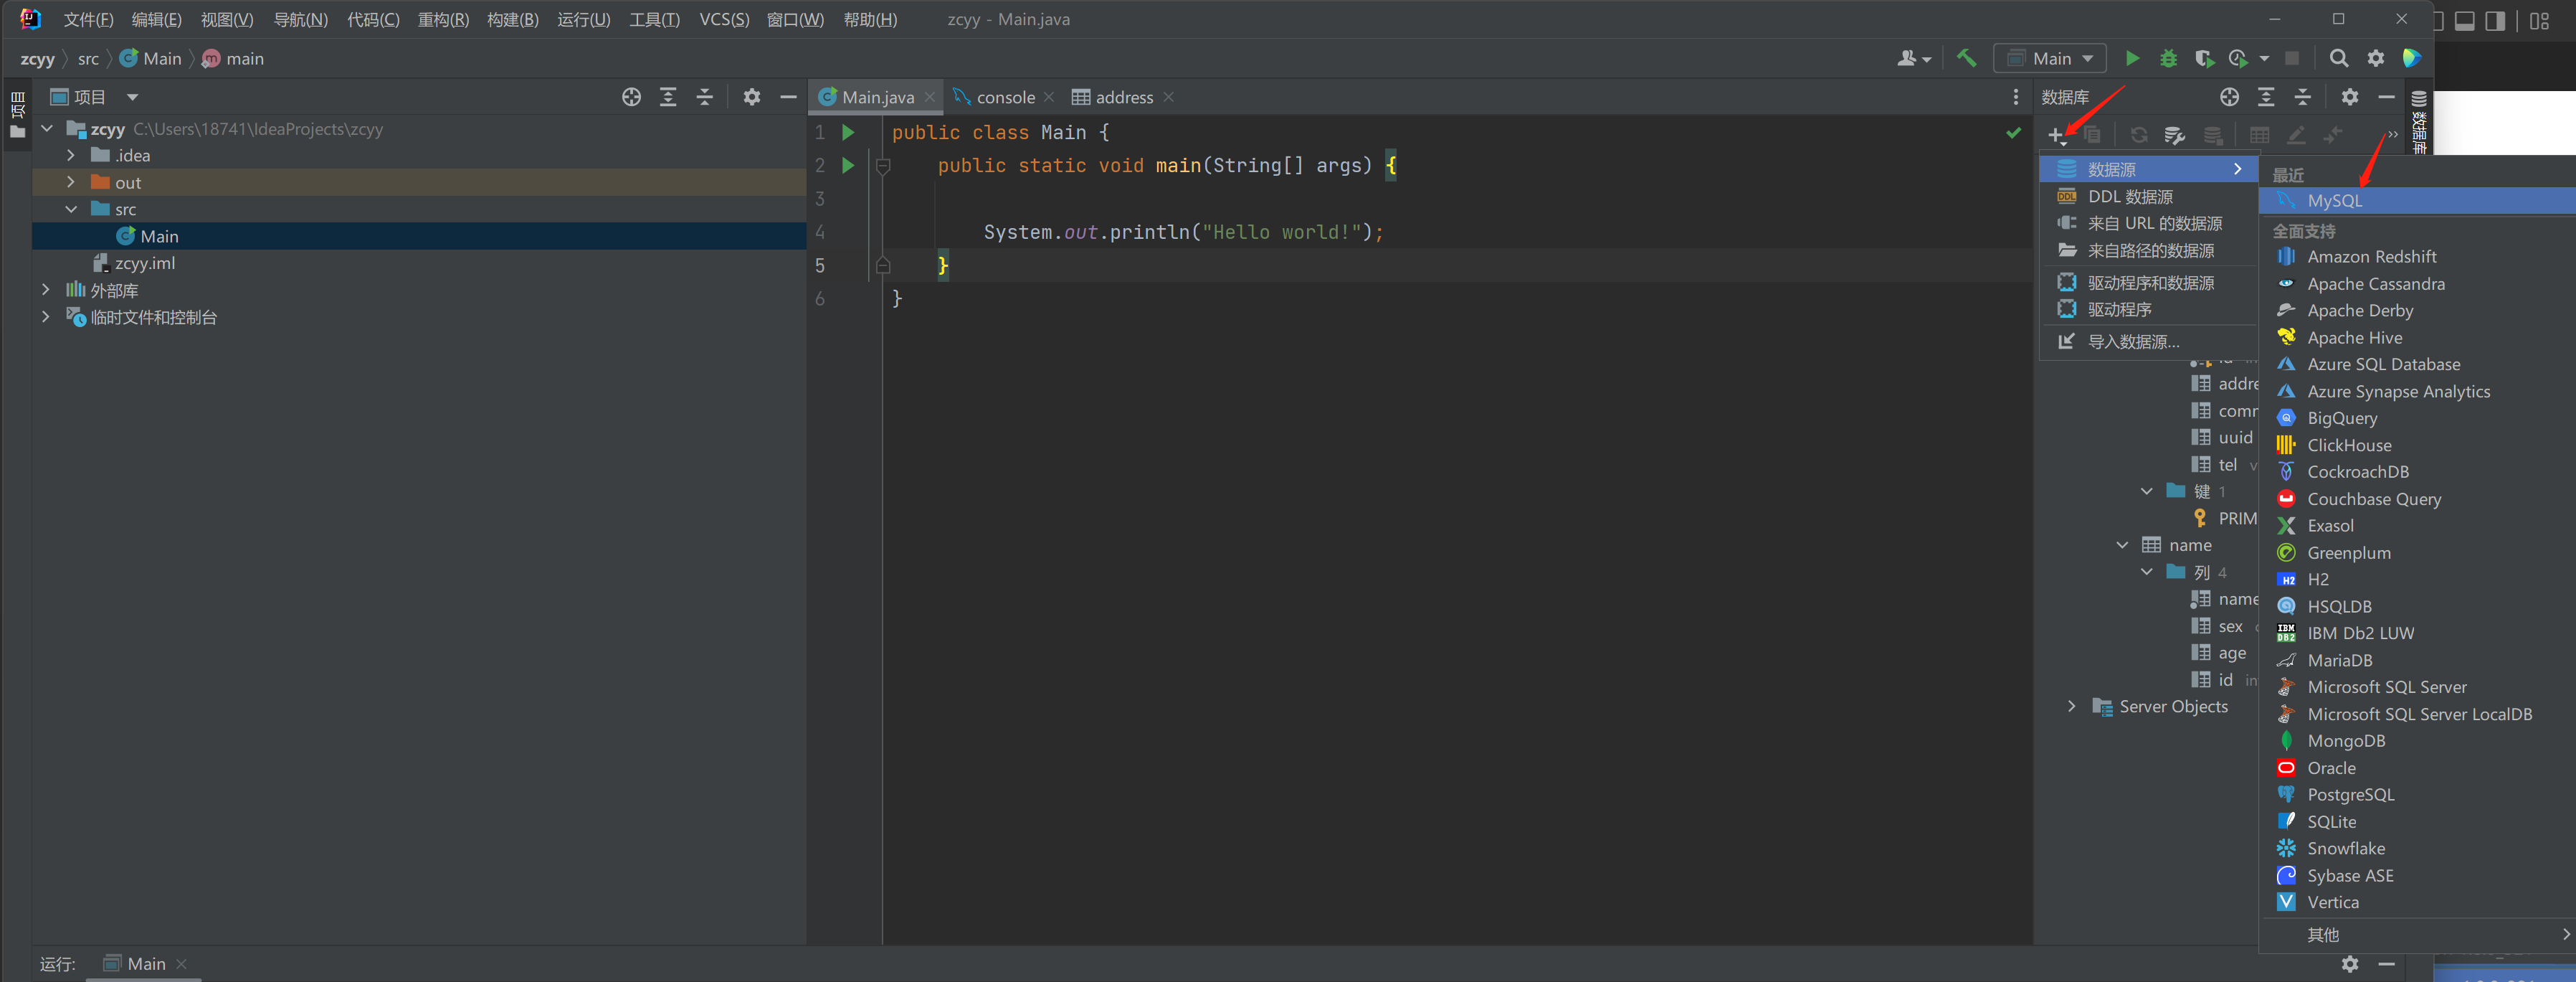 文件(F) 编辑(E) 视图(V) 导航(N) 代码(C) 重构(R) 构建(B) 运行(U) 工具(T) VCS(S) 窗口(W) 帮助(H) zcyy - Main.java
zcyy src Main main
Main
项目
项目
zcyy C:\Users\18741\IdeaProjects\zcyy
.idea
out
src
Main
zcyy.iml
外部库
临时文件和控制台
Main.java console address
1 public class Main {
2 public static void main(String[] args) {
3
4 System.out.println("Hello world!");
5 }
6 }
数据库
数据库
数据源
DDL 数据源
来自 URL 的数据源
来自路径的数据源
驱动程序和数据源
驱动程序
导入数据源...
addre
comm
uuid
tel v
键 1
PRIM
name
列 4
name
sex
age
id in
Server Objects
最近
MySQL
全面支持
Amazon Redshift
Apache Cassandra
Apache Derby
Apache Hive
Azure SQL Database
Azure Synapse Analytics
BigQuery
ClickHouse
CockroachDB
Couchbase Query
Exasol
Greenplum
H2
HSQLDB
IBM Db2 LUW
MariaDB
Microsoft SQL Server
Microsoft SQL Server LocalDB
MongoDB
Oracle
PostgreSQL
SQLite
Snowflake
Sybase ASE
Vertica
其他
运行: Main